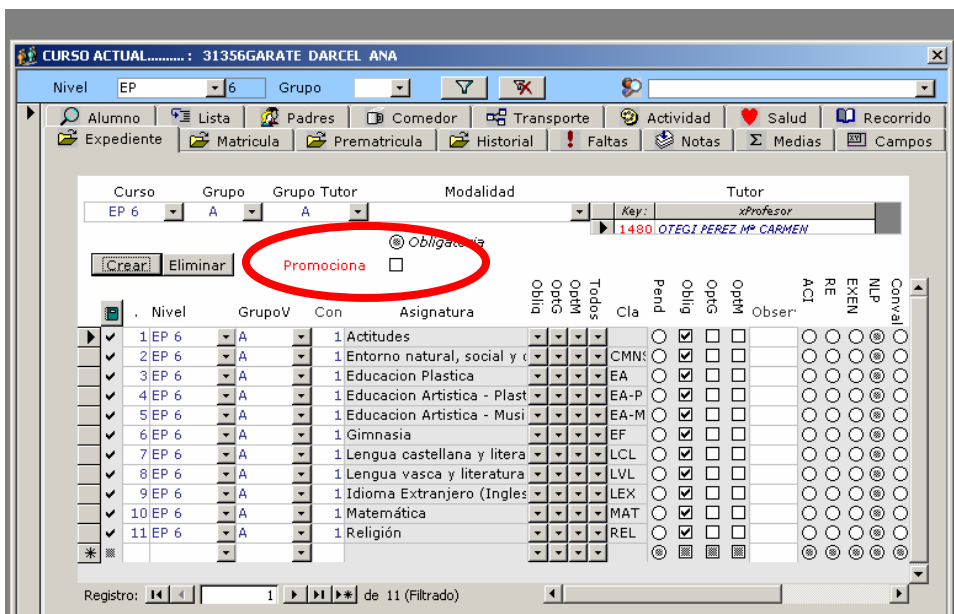 CURSO ACTUAL..........: 31356GARATE DARCEL ANA
Nivel EP 6 Grupo
Alumno Lista Padres Comedor Transporte Actividad Salud Recorrido
Expediente Matricula Prematricula Historial Faltas Notas Medias Campos
Curso Grupo Grupo Tutor Modalidad Tutor
EP 6 A A Key: xProfesor
1480 OTEGI PEREZ Mº CARMEN
Obligatoria
Crear Eliminar Promociona
. Nivel GrupoV Con Asignatura Obliq OptG OptM Todos Cla Pend Oblig OptG OptM Obser ACI RE EXEN NLP Conval
1 EP 6 A 1 Actitudes
2 EP 6 A 1 Entorno natural, social y c CMNS
3 EP 6 A 1 Educacion Plastica EA
4 EP 6 A 1 Educacion Artistica - Plast EA-P
5 EP 6 A 1 Educacion Artistica - Musi EA-M
6 EP 6 A 1 Gimnasia EF
7 EP 6 A 1 Lengua castellana y litera LCL
8 EP 6 A 1 Lengua vasca y literatura LVL
9 EP 6 A 1 Idioma Extranjero (Ingles LEX
10 EP 6 A 1 Matemática MAT
11 EP 6 A 1 Religión REL
Registro: 1 de 11 (Filtrado)